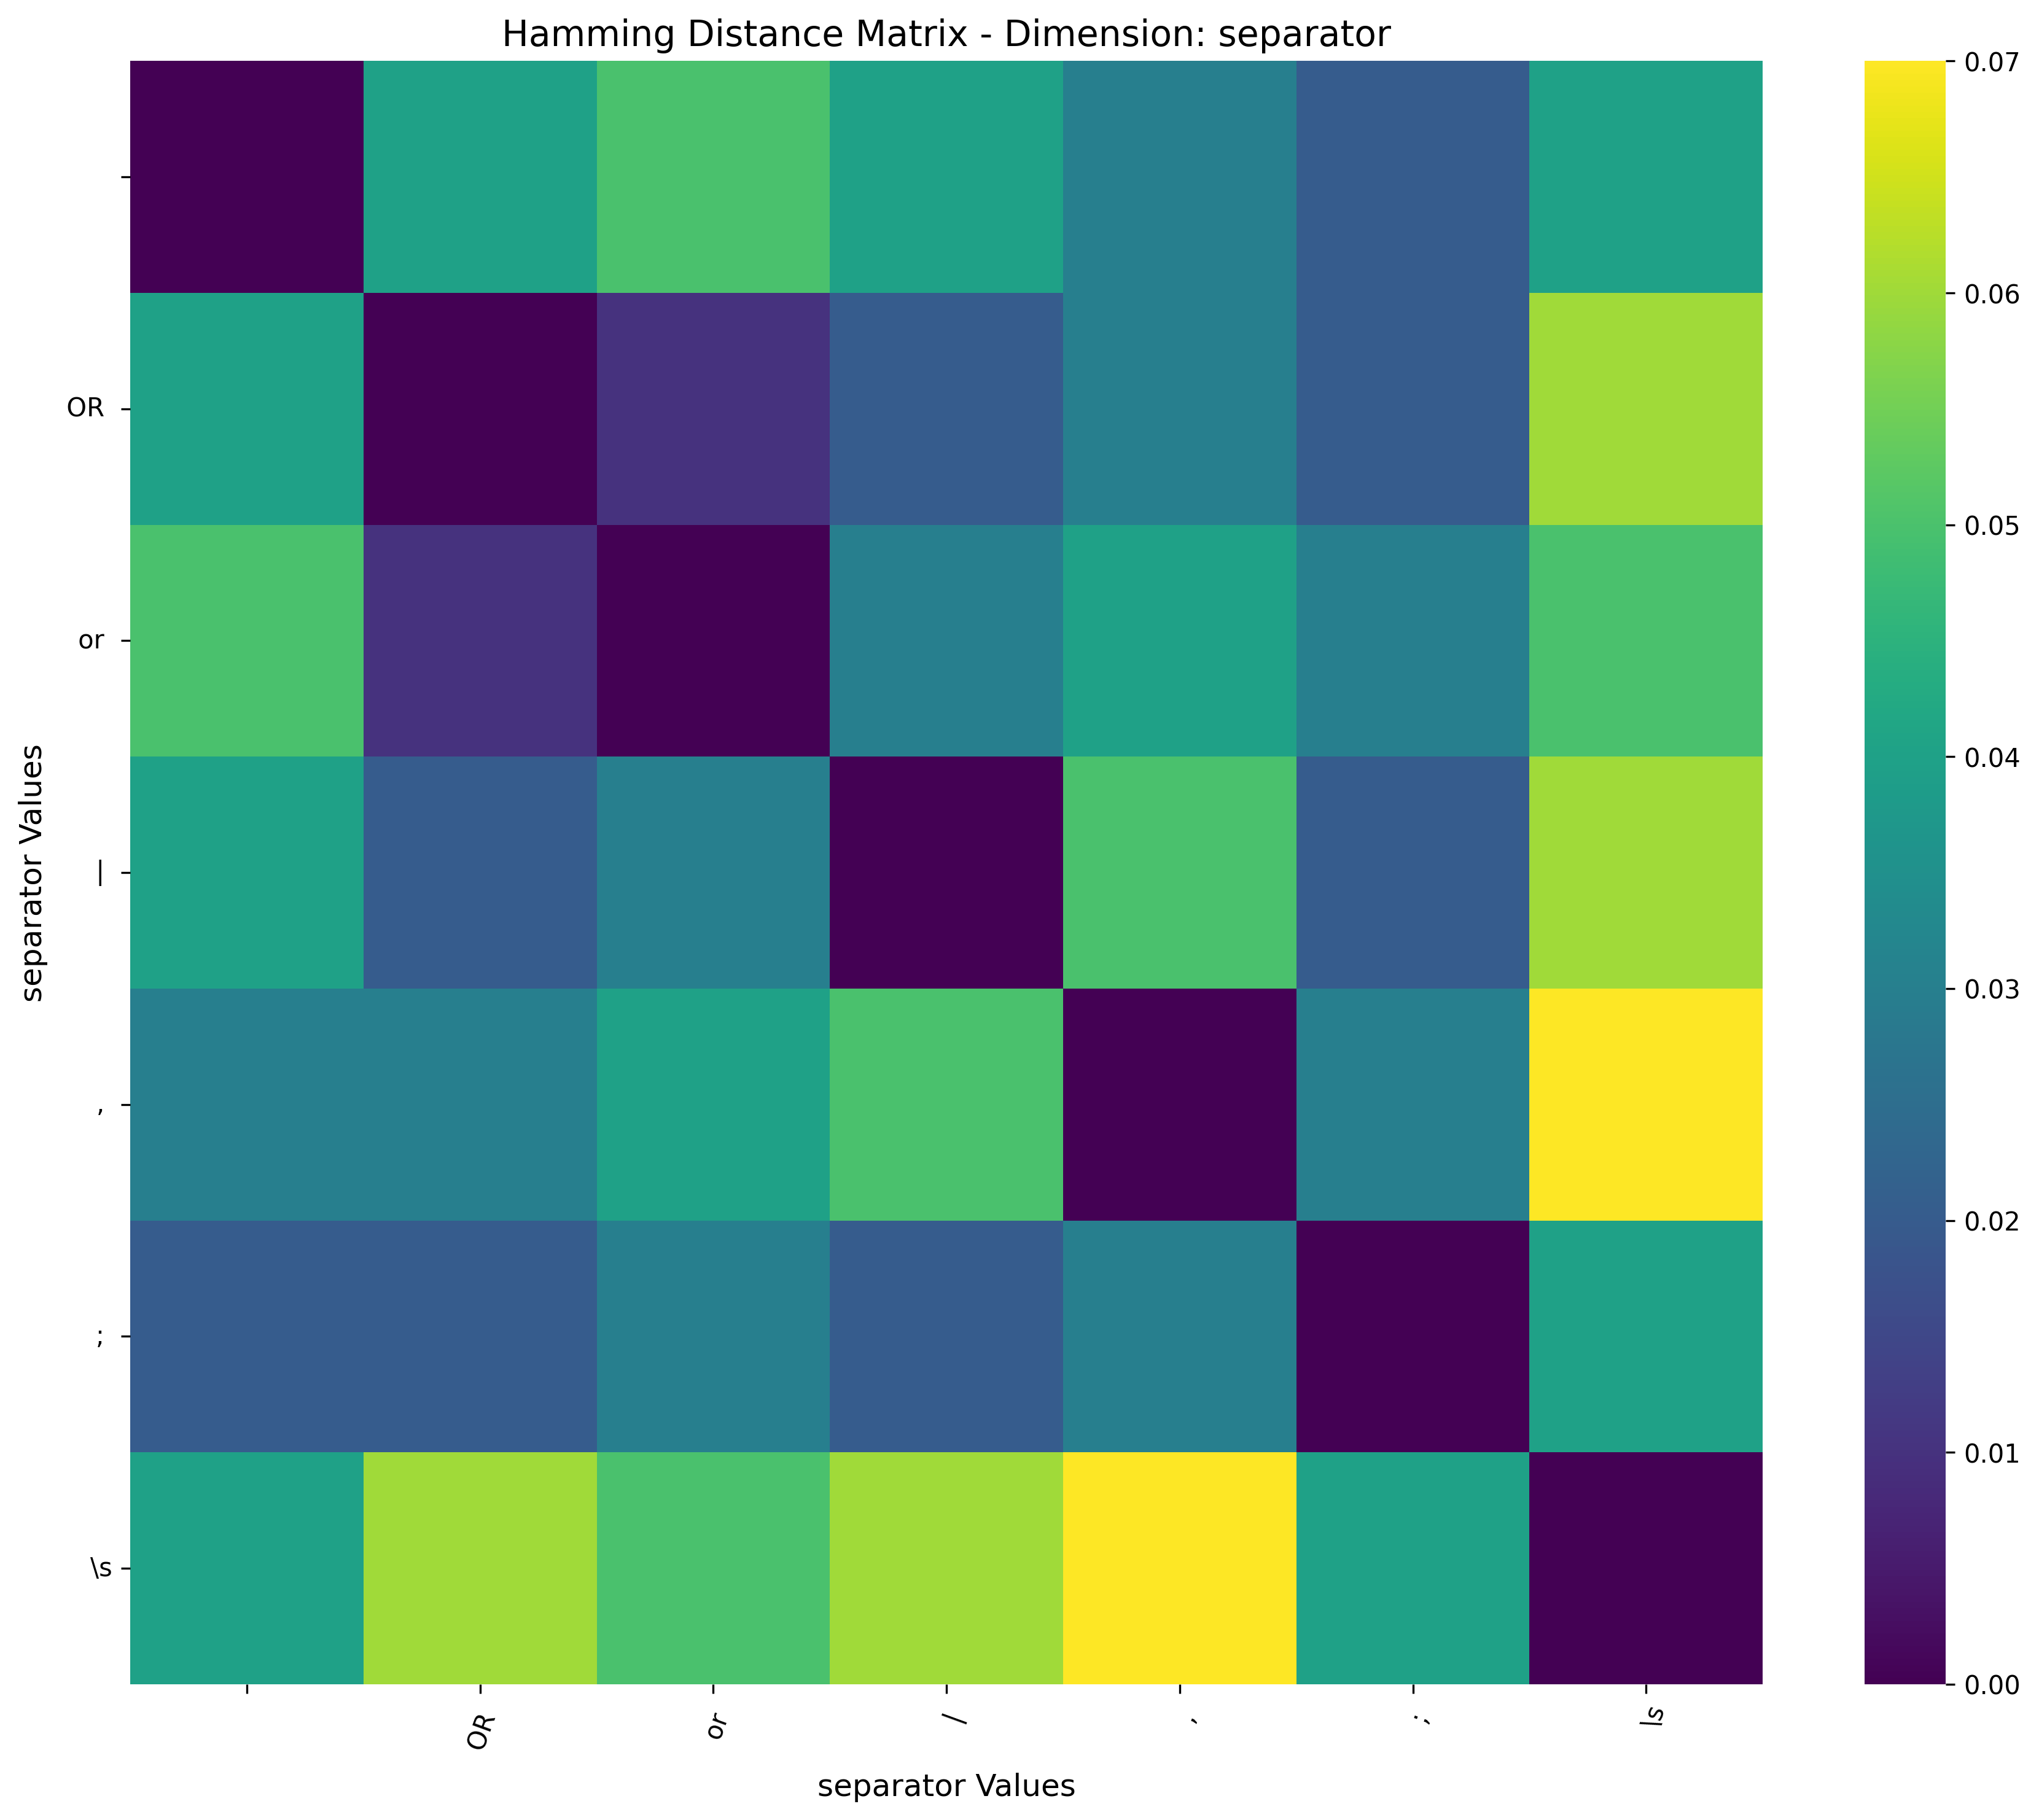 Hamming Distance Matrix - Dimension: separator
separator Values
OR
or
|
,
;
\s
OR
or
|
,
;
\s
separator Values
0.07
0.06
0.05
0.04
0.03
0.02
0.01
0.00